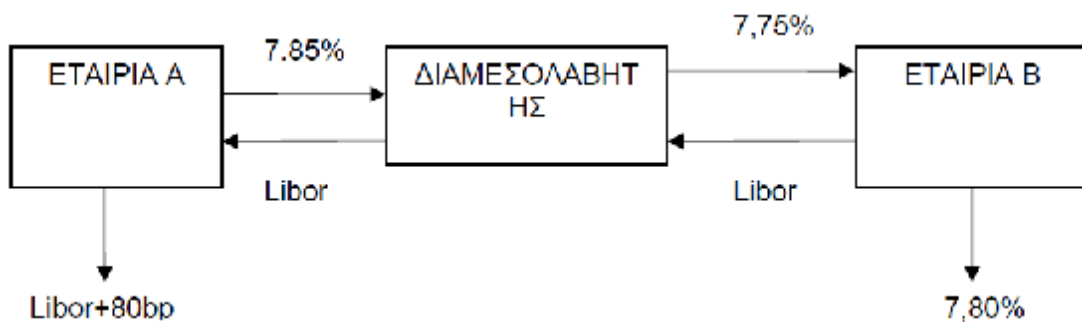 7.85%
7,75%
ΕΤΑΙΡΙΑ Α
ΔΙΑΜΕΣΟΛΑΒΗΤ
ΗΣ
ΕΤΑΙΡΙΑ Β
Libor
Libor
Libor+80bp
7,80%